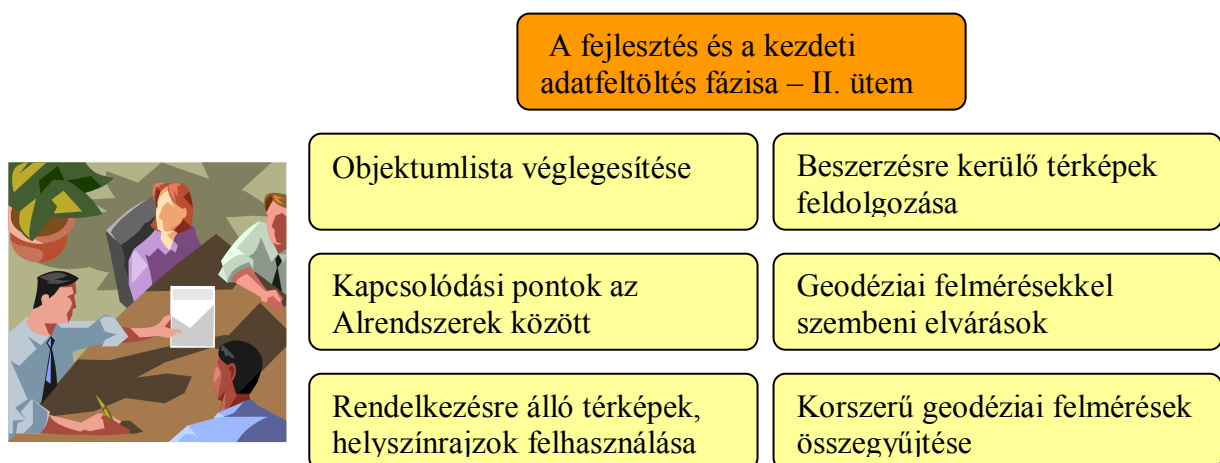 A fejlesztés és a kezdeti
adatfeltöltés fázisa – II. ütem
Objektumlista véglegesítése
Beszerzésre kerülő térképek
feldolgozása
Kapcsolódási pontok az
Alrendszerek között
Geodéziai felmérésekkel
szembeni elvárások
Rendelkezésre álló térképek,
helyszínrajzok felhasználása
Korszerű geodéziai felmérések
összegyűjtése